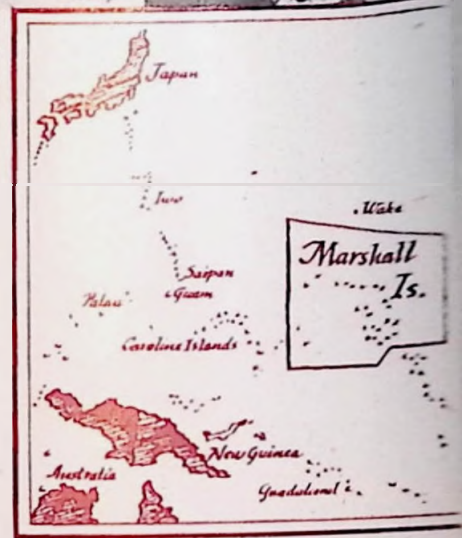 Japan
Iwo
Wake
Marshall
Is.
Saipan
Guam
Palau
Caroline Islands
New Guinea
Australia
Guadalcanal